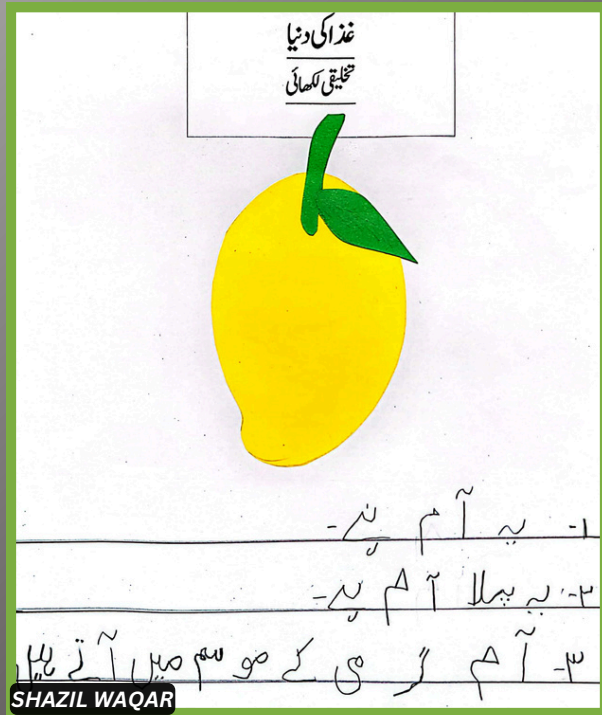 غذا کی دنیا
تخلیقی لکھائی
۱- یہ آم ہے-
۲- یہ پیلا آم ہے-
۳- آم گرمی کے موسم میں آتے ہیں
SHAZIL WAQAR